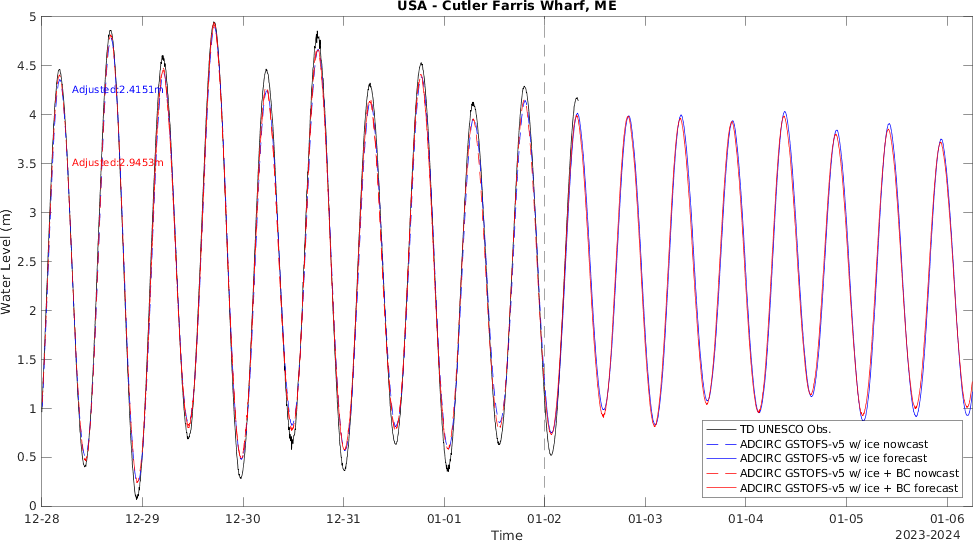 USA - Cutler Farris Wharf, ME
5
4.5
4
3.5
3
2.5
2
1.5
1
0.5
0
Water Level (m)
Adjusted:2.4151m
Adjusted:2.9453m
TD UNESCO Obs.
ADCIRC GSTOFS-v5 w/ ice nowcast
ADCIRC GSTOFS-v5 w/ ice forecast
ADCIRC GSTOFS-v5 w/ ice + BC nowcast
ADCIRC GSTOFS-v5 w/ ice + BC forecast
12-28 12-29 12-30 12-31 01-01 01-02 01-03 01-04 01-05 01-06
Time
2023-2024